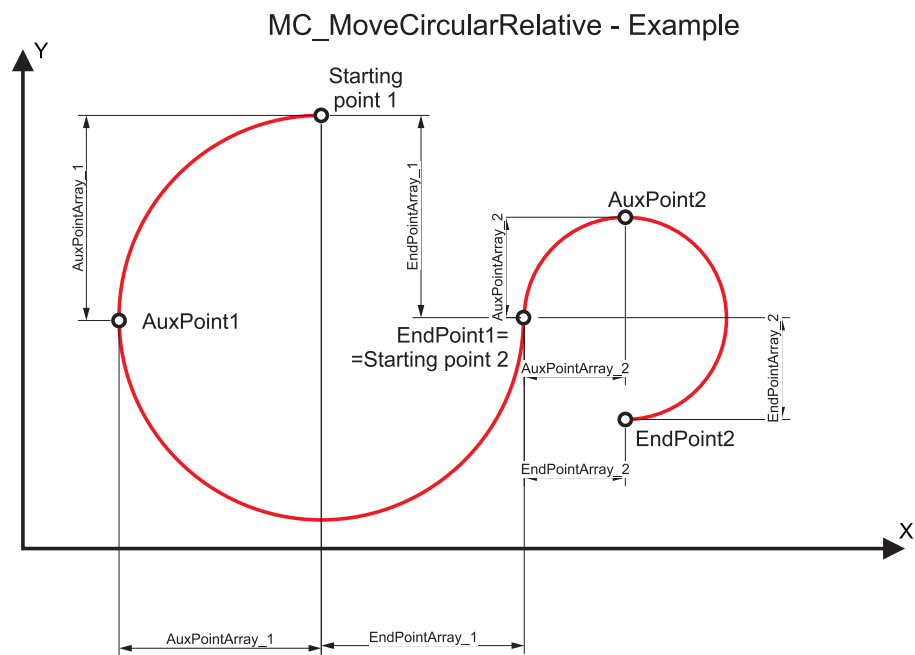 MC_MoveCircularRelative - Example
Y
Starting
point 1
AuxPointArray_1
EndPointArray_1
AuxPoint2
AuxPointArray_2
AuxPoint1
EndPoint1=
=Starting point 2
AuxPointArray_2
EndPointArray_2
EndPoint2
EndPointArray_2
X
AuxPointArray_1
EndPointArray_1